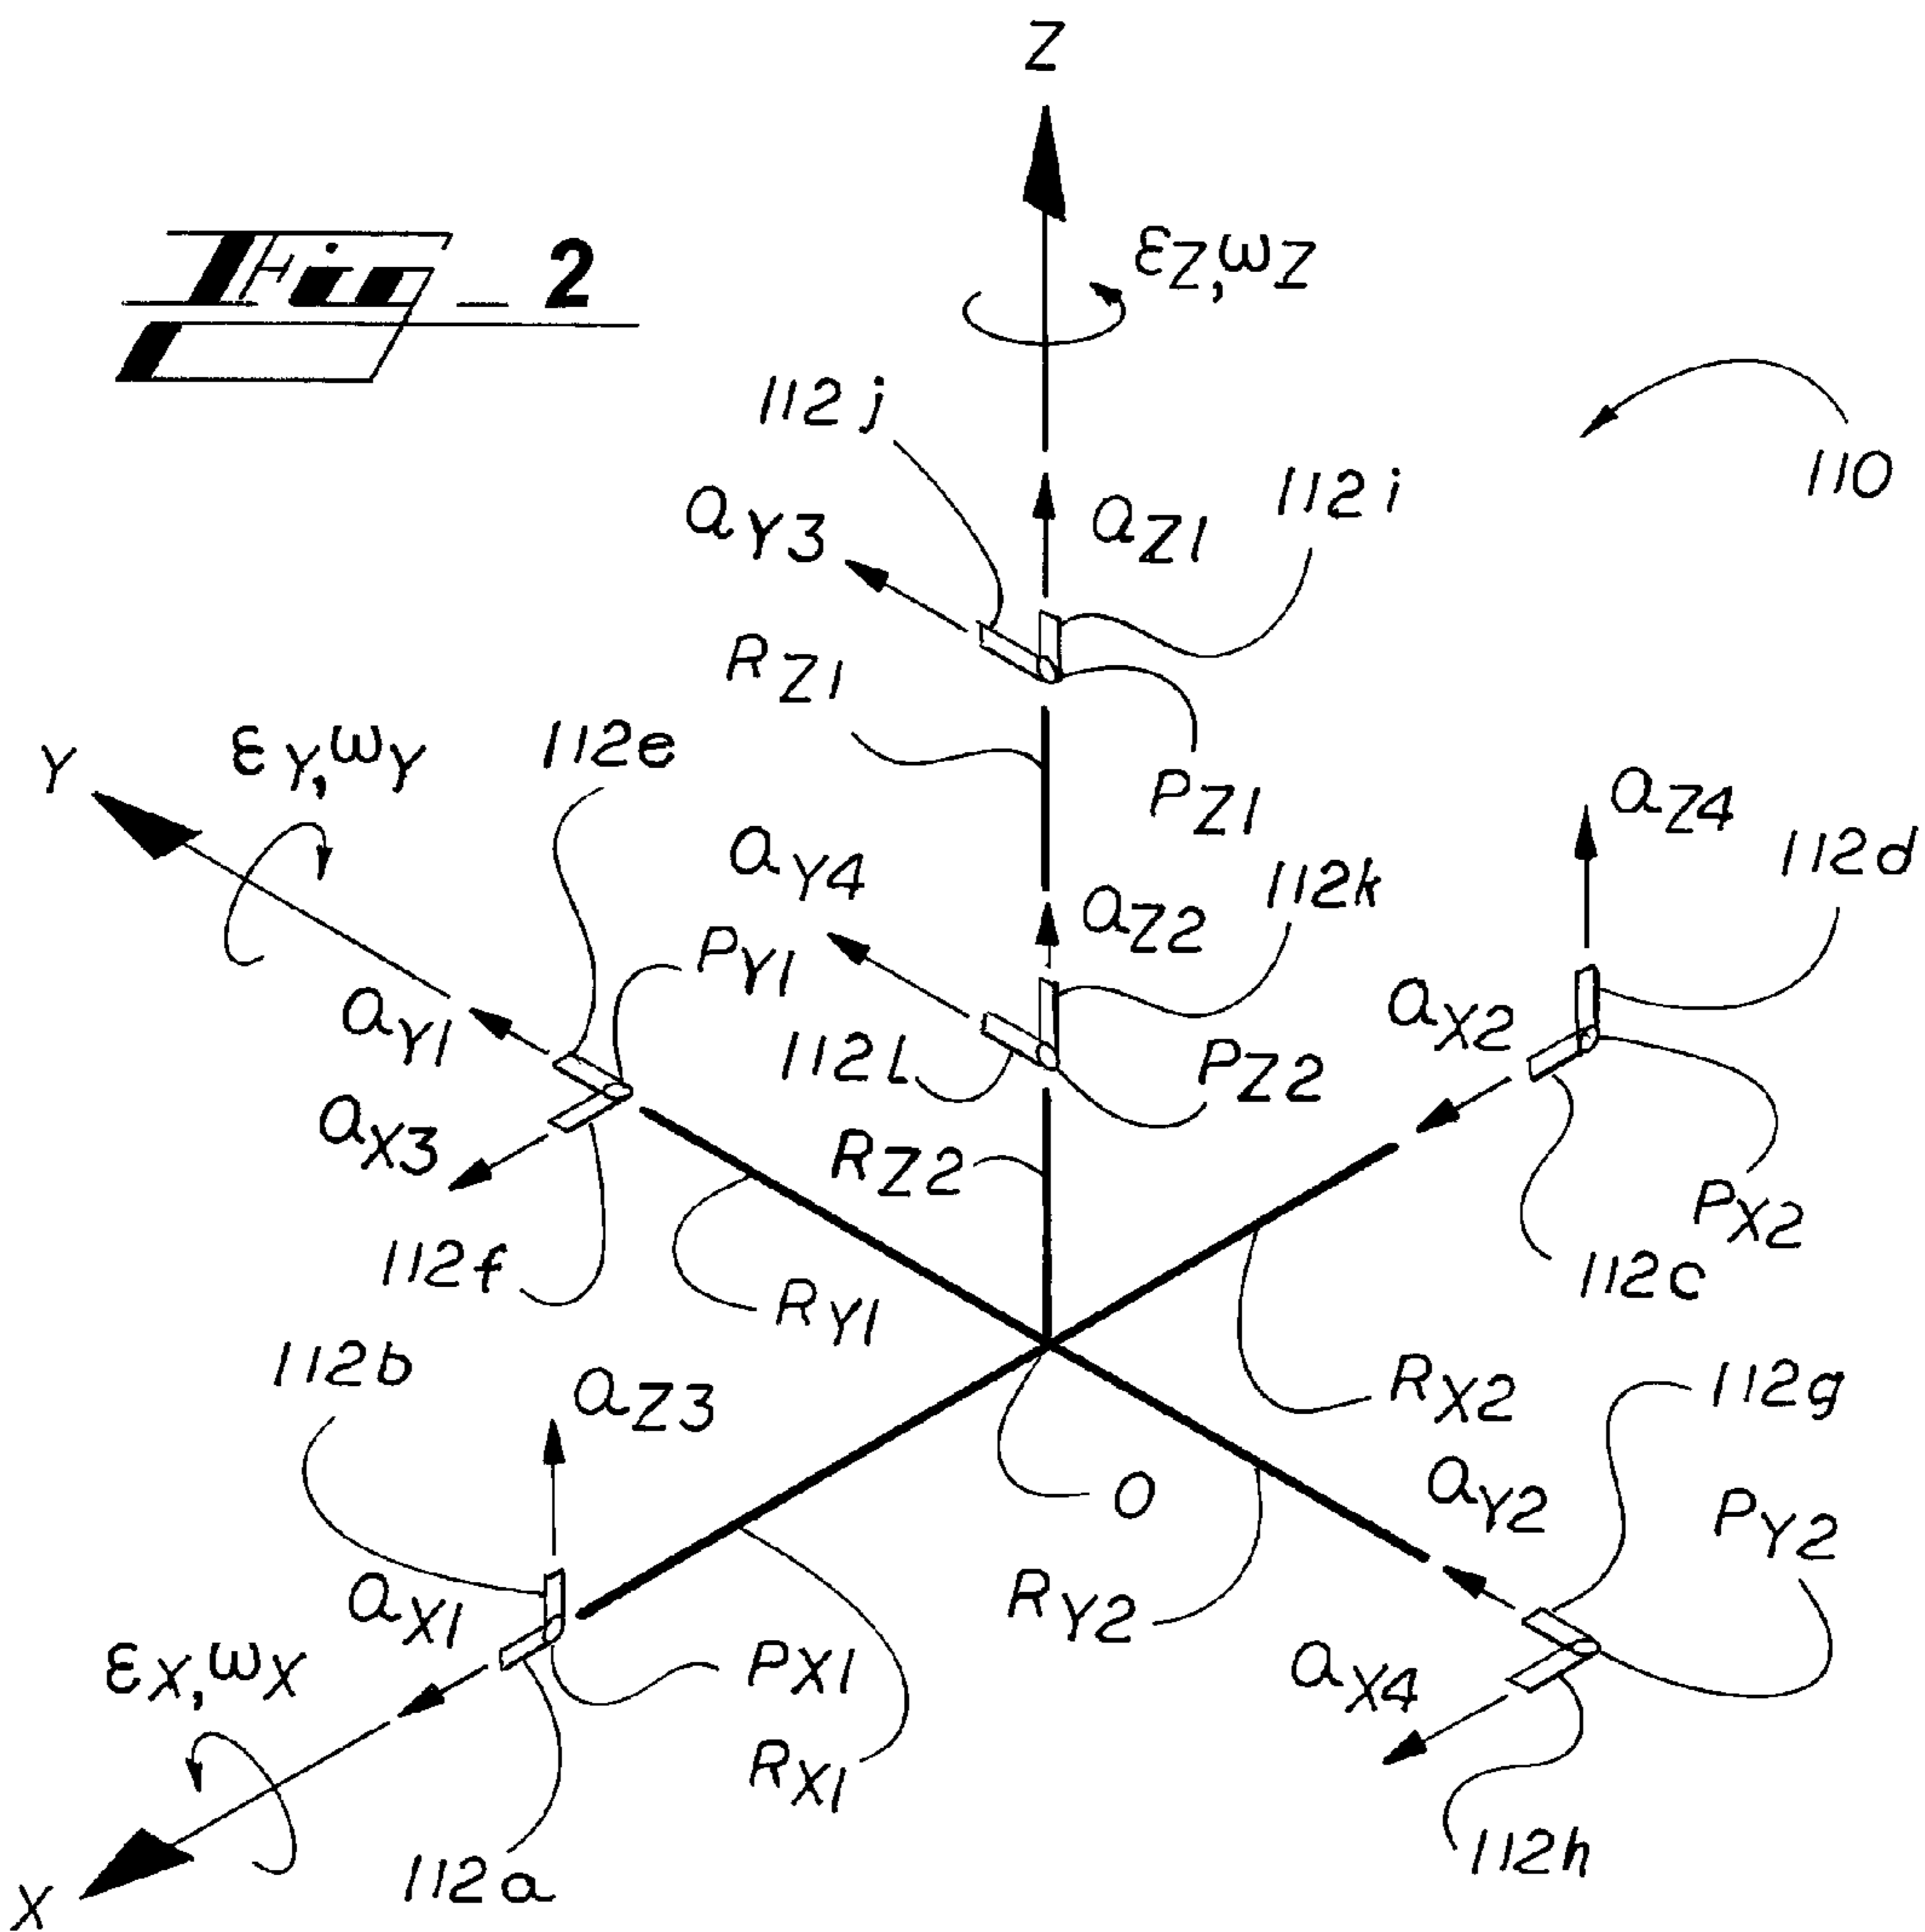 Z
Fig_2
εZ,ωZ
112j
110
aY3
aZ1
112i
RZ1
εY,ωY
112e
Y
PZ1
aZ4
112d
aY4
112k
aZ2
PY1
aY1
aX2
112l
PZ2
aX3
RZ2
PX2
112f
112c
RY1
112b
aZ3
RX2
112g
O
aY2
PY2
aX1
RY2
εX,ωX
PX1
aX4
RX1
112h
112a
X